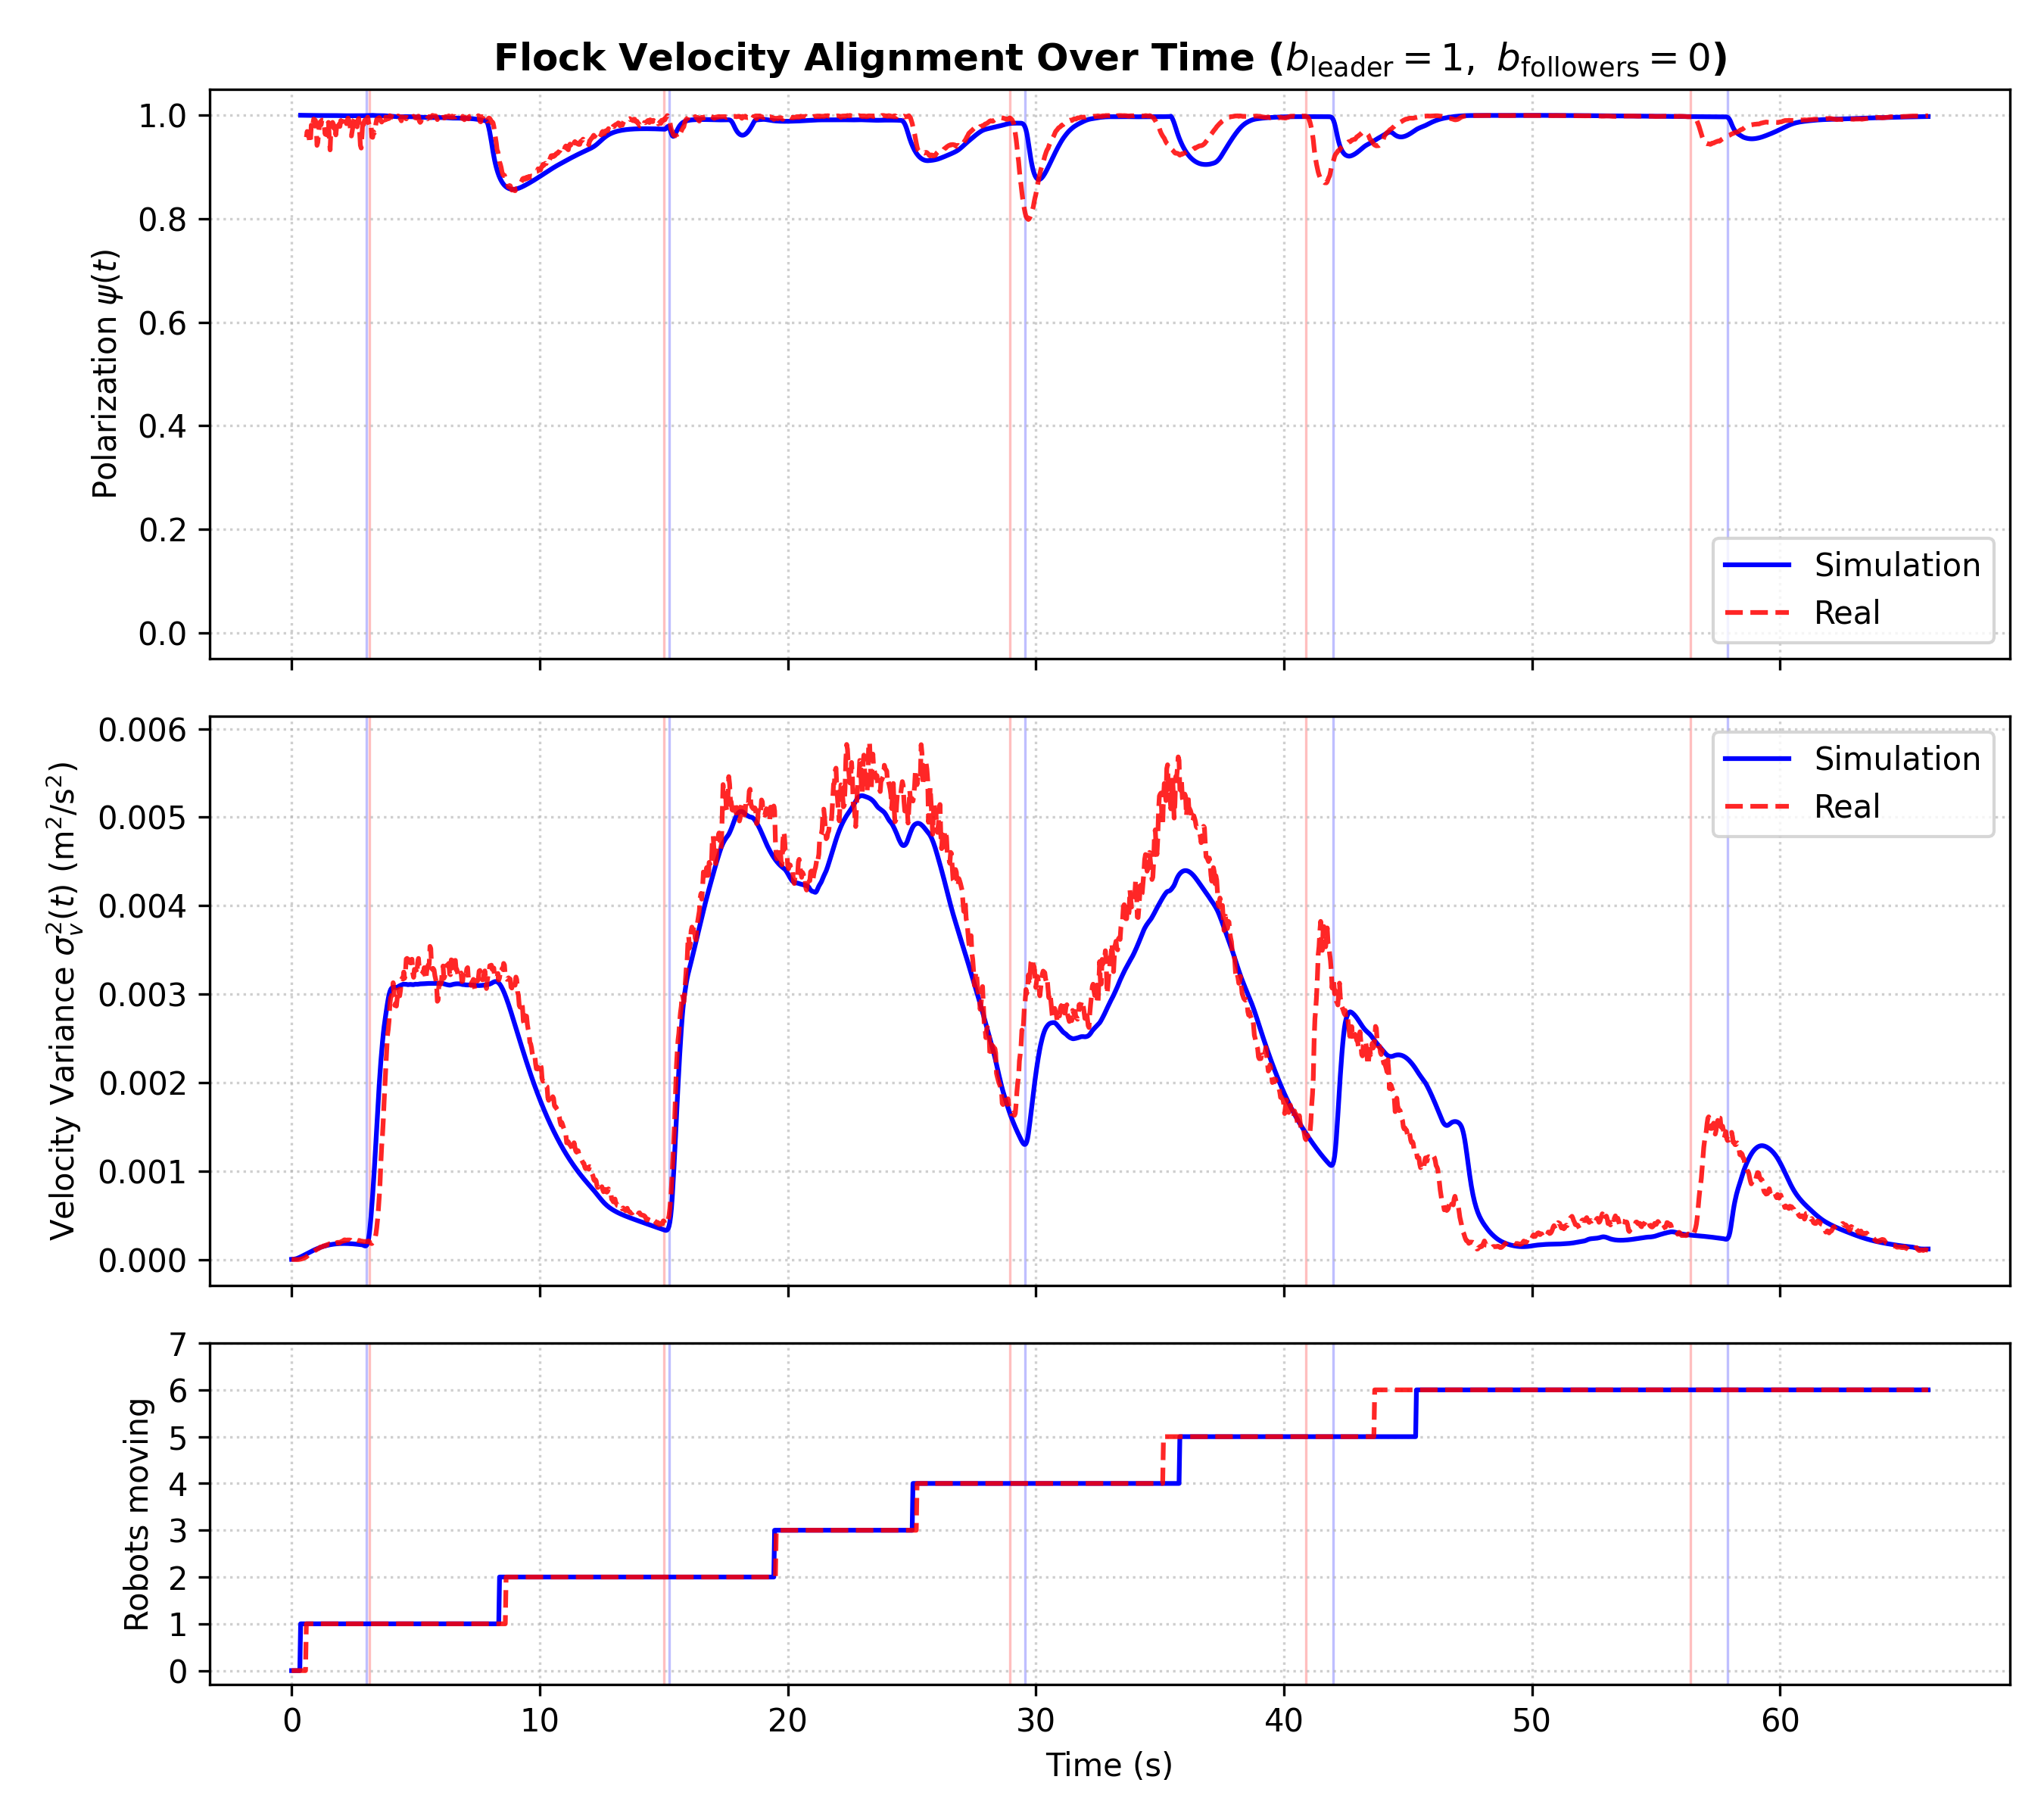 Flock Velocity Alignment Over Time (b_leader = 1, b_followers = 0)
1.0
0.8
0.6
0.4
0.2
0.0
Polarization ψ(t)
Simulation
Real
0.006
0.005
0.004
0.003
0.002
0.001
0.000
Velocity Variance σ_v^2(t) (m^2/s^2)
Simulation
Real
7
6
5
4
3
2
1
0
Robots moving
0 10 20 30 40 50 60
Time (s)